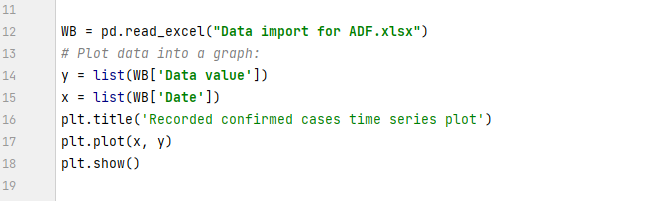 11
12 WB = pd.read_excel("Data import for ADF.xlsx")
13 # Plot data into a graph:
14 y = list(WB['Data value'])
15 x = list(WB['Date'])
16 plt.title('Recorded confirmed cases time series plot')
17 plt.plot(x, y)
18 plt.show()
19